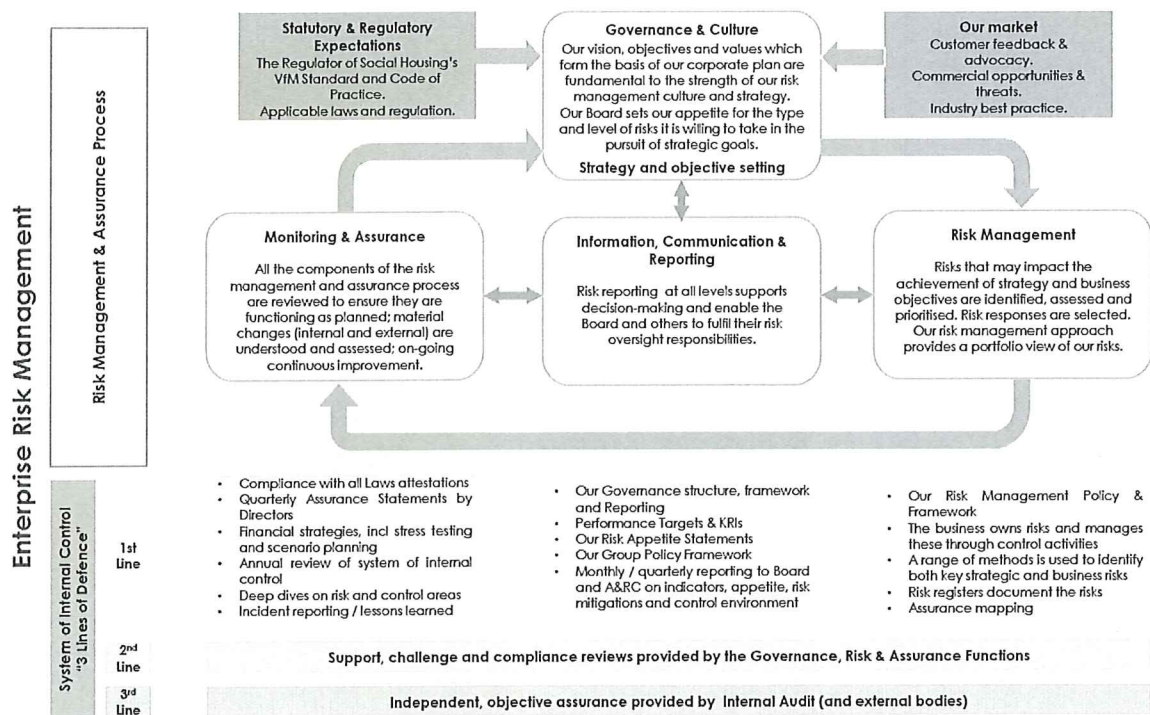 Enterprise Risk Management
Risk Management & Assurance Process
Statutory & Regulatory
Expectations
The Regulator of Social Housing's
VfM Standard and Code of
Practice.
Applicable laws and regulation.
Governance & Culture
Our vision, objectives and values which
form the basis of our corporate plan are
fundamental to the strength of our risk
management culture and strategy.
Our Board sets our appetite for the type
and level of risks it is willing to take in the
pursuit of strategic goals.
Strategy and objective setting
Our market
Customer feedback &
advocacy.
Commercial opportunities &
threats.
Industry best practice.
Monitoring & Assurance
All the components of the risk
management and assurance process
are reviewed to ensure they are
functioning as planned; material
changes (internal and external) are
understood and assessed; on-going
continuous improvement.
Information, Communication &
Reporting
Risk reporting at all levels supports
decision-making and enable the
Board and others to fulfil their risk
oversight responsibilities.
Risk Management
Risks that may impact the
achievement of strategy and business
objectives are identified, assessed and
prioritised. Risk responses are selected.
Our risk management approach
provides a portfolio view of our risks.
System of Internal Control
"3 Lines of Defence"
1st
Line
• Compliance with all Laws attestations
• Quarterly Assurance Statements by
Directors
• Financial strategies, incl stress testing
and scenario planning
• Annual review of system of internal
control
• Deep dives on risk and control areas
• Incident reporting / lessons learned
• Our Governance structure, framework
and Reporting
• Performance Targets & KRIs
• Our Risk Appetite Statements
• Our Group Policy Framework
• Monthly / quarterly reporting to Board
and A&RC on indicators, appetite, risk
mitigations and control environment
• Our Risk Management Policy &
Framework
• The business owns risks and manages
these through control activities
• A range of methods is used to identify
both key strategic and business risks
• Risk registers document the risks
• Assurance mapping
2nd
Line
Support, challenge and compliance reviews provided by the Governance, Risk & Assurance Functions
3rd
Line
Independent, objective assurance provided by Internal Audit (and external bodies)